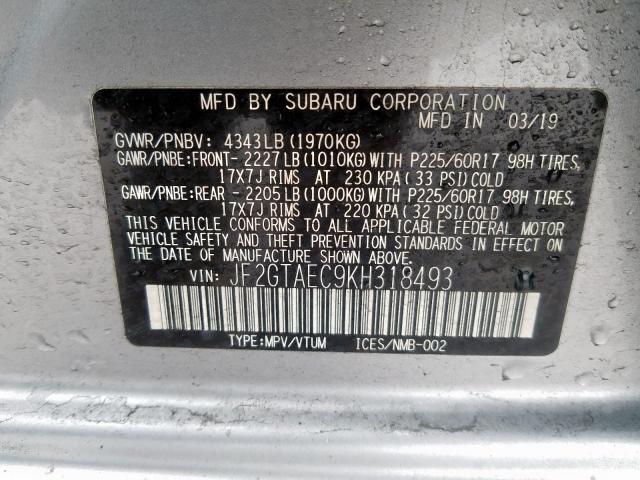 MFD BY SUBARU CORPORATION
MFD IN 03/19
GVWR/PNBV: 4343LB (1970KG)
GAWR/PNBE:FRONT- 2227LB(1010KG)WITH P225/60R17 98H TIRES,
17X7J RIMS AT 230 KPA( 33 PSI)COLD
GAWR/PNBE:REAR - 2205LB(1000KG)WITH P225/60R17 98H TIRES,
17X7J RIMS AT 220 KPA( 32 PSI)COLD
THIS VEHICLE CONFORMS TO ALL APPLICABLE FEDERAL MOTOR
VEHICLE SAFETY AND THEFT PREVENTION STANDARDS IN EFFECT ON
THE DATE OF MANUFACTURE SHOWN ABOVE.
VIN: JF2GTAEC9KH318493
TYPE:MPV/VTUM ICES/NMB-002